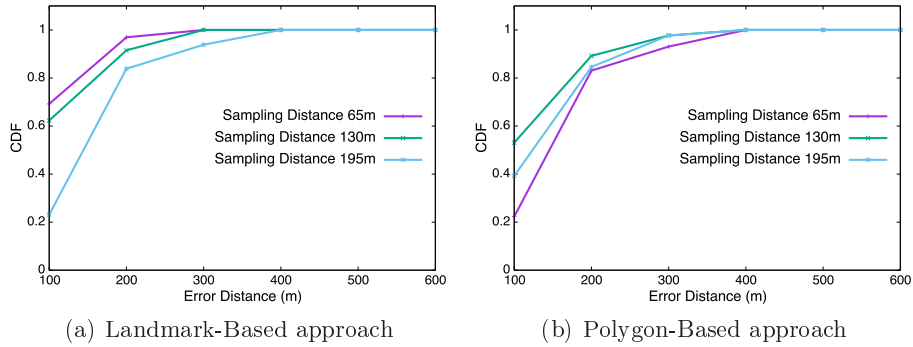 1
0.8
0.6
0.4
0.2
0
CDF
Sampling Distance 65m
Sampling Distance 130m
Sampling Distance 195m
100 200 300 400 500 600
Error Distance (m)
(a) Landmark-Based approach
1
0.8
0.6
0.4
0.2
0
CDF
Sampling Distance 65m
Sampling Distance 130m
Sampling Distance 195m
100 200 300 400 500 600
Error Distance (m)
(b) Polygon-Based approach